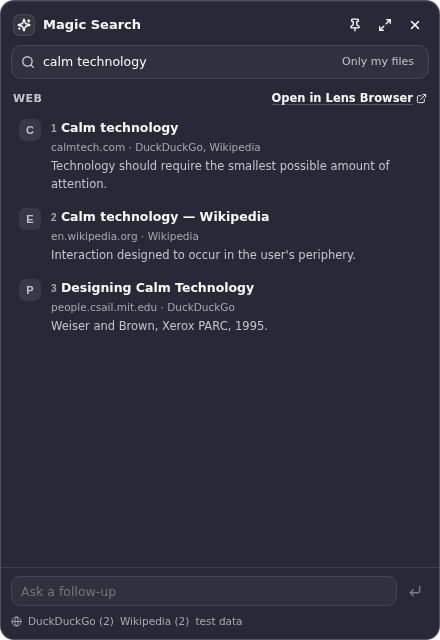 Magic Search
calm technology
Only my files
WEB
Open in Lens Browser
C
1 Calm technology
calmtech.com · DuckDuckGo, Wikipedia
Technology should require the smallest possible amount of
attention.
E
2 Calm technology — Wikipedia
en.wikipedia.org · Wikipedia
Interaction designed to occur in the user's periphery.
P
3 Designing Calm Technology
people.csail.mit.edu · DuckDuckGo
Weiser and Brown, Xerox PARC, 1995.
Ask a follow-up
DuckDuckGo (2) Wikipedia (2) test data